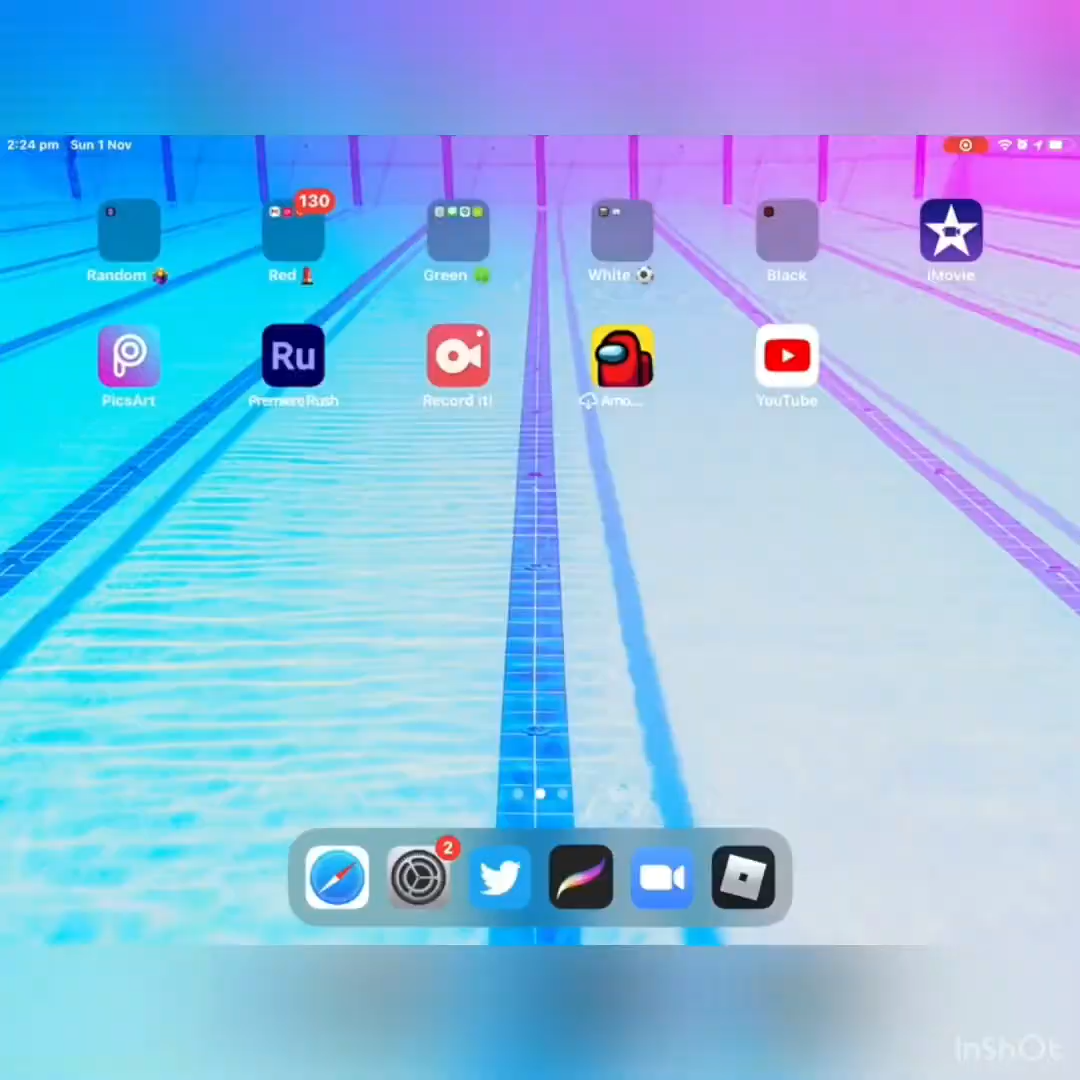 2:24 pm Sun 1 Nov
130
Random
Red
Green
White
Black
iMovie
Ru
PicsArt
Premiere Rush
Record it!
Amo...
YouTube
2
InShOt